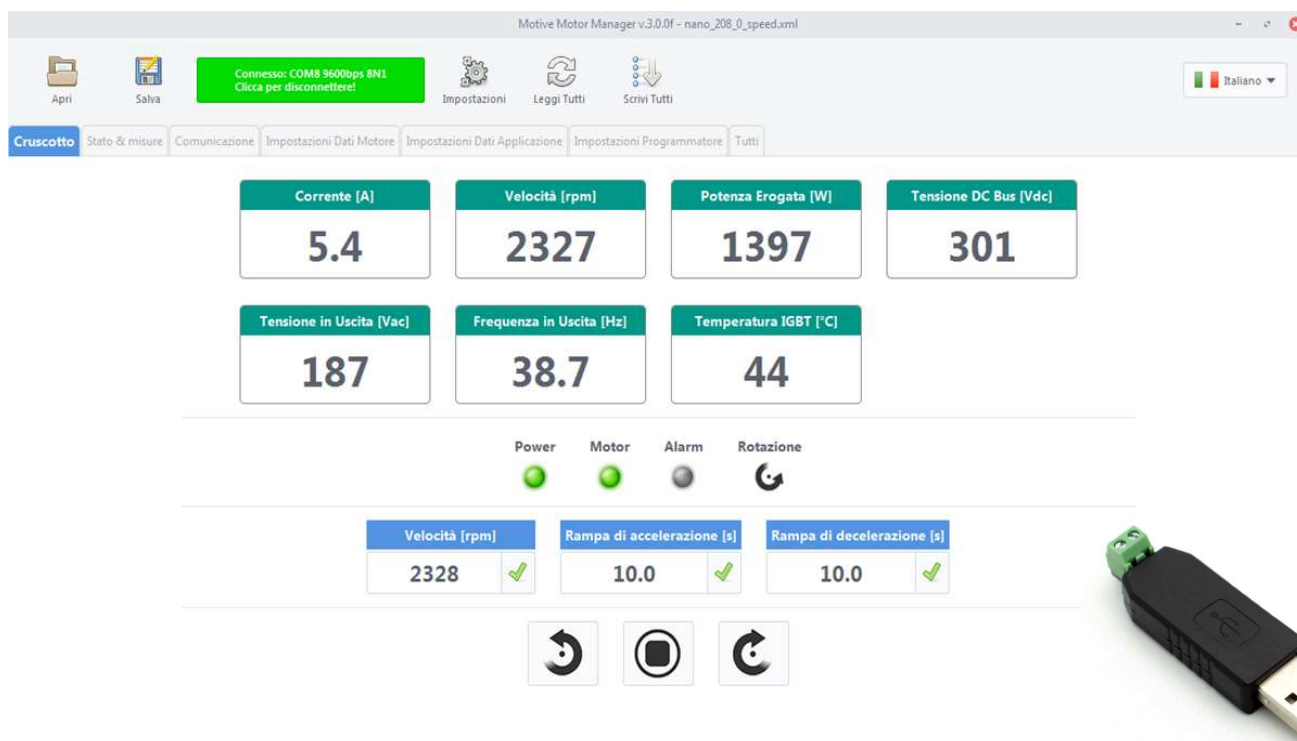 Motive Motor Manager v.3.0.0f - nano_208_0_speed.xml
Apri
Salva
Connesso: COM8 9600bps 8N1
Clicca per disconnettere!
Impostazioni
Leggi Tutti
Scrivi Tutti
Italiano
Cruscotto Stato & misure Comunicazione Impostazioni Dati Motore Impostazioni Dati Applicazione Impostazioni Programmatore Tutti
Corrente [A] Velocità [rpm] Potenza Erogata [W] Tensione DC Bus [Vdc]
5.4 2327 1397 301
Tensione in Uscita [Vac] Frequenza in Uscita [Hz] Temperatura IGBT [°C]
187 38.7 44
Power Motor Alarm Rotazione
Velocità [rpm] Rampa di accelerazione [s] Rampa di decelerazione [s]
2328 10.0 10.0